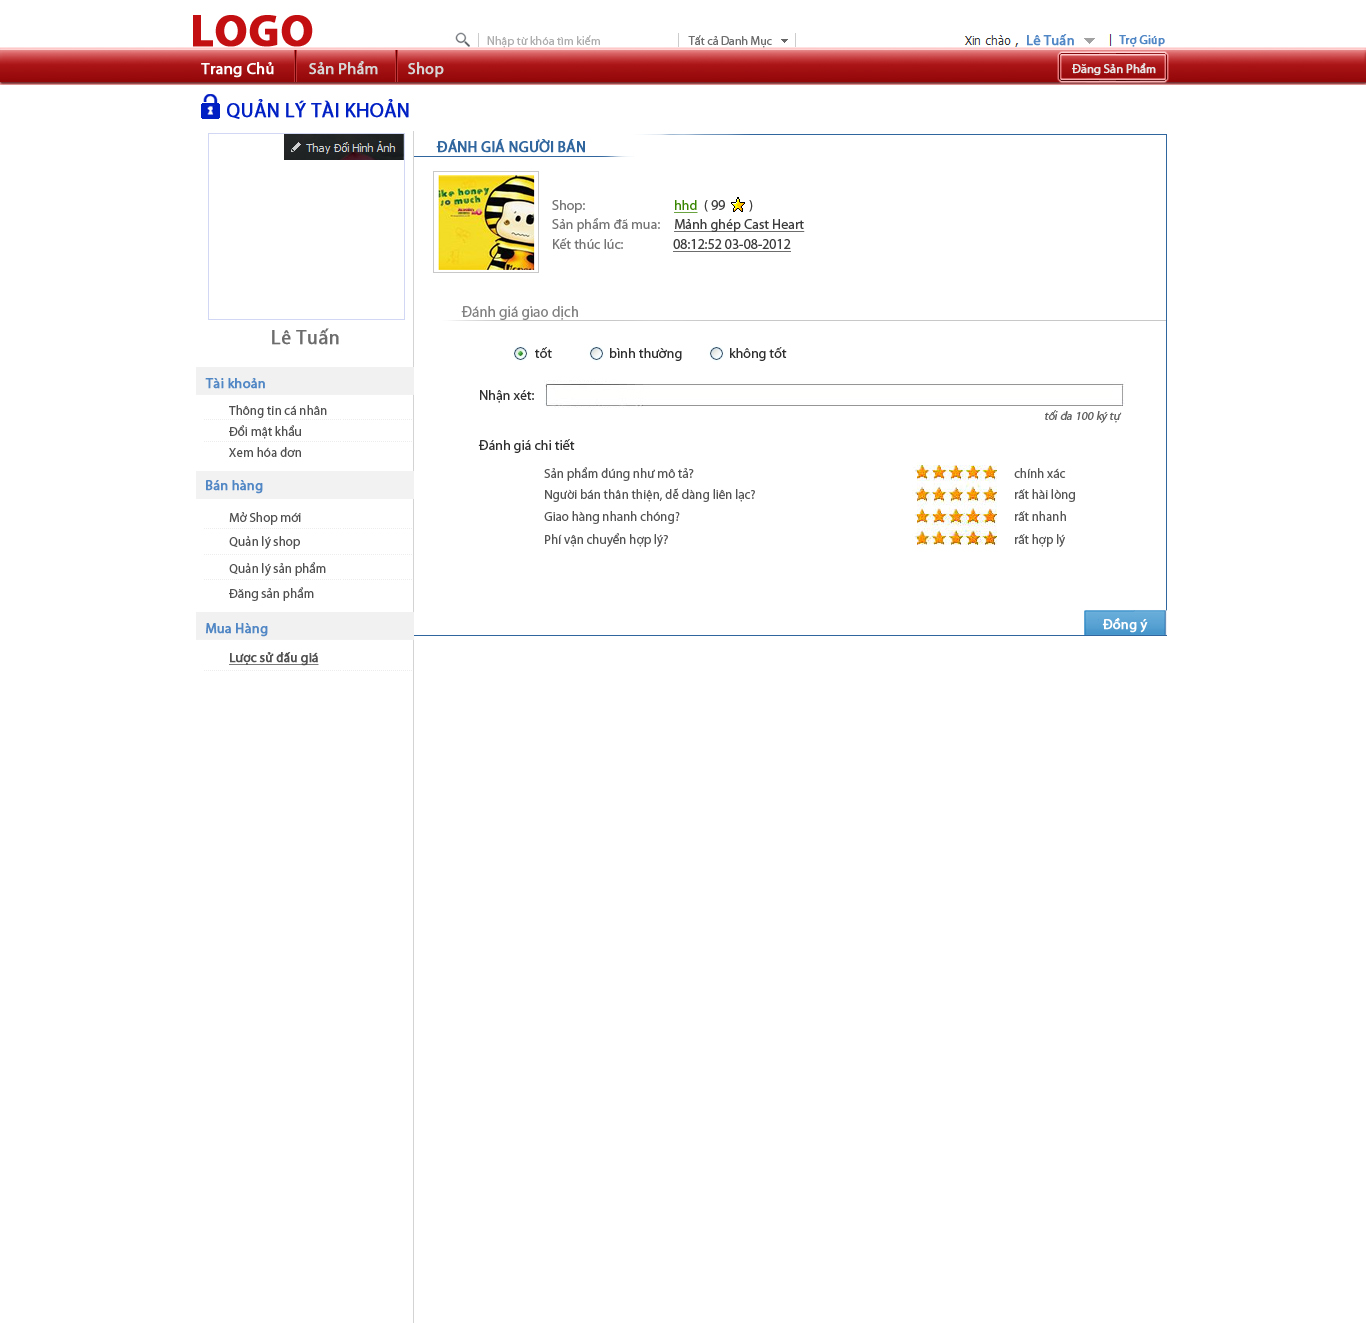 LOGO
Nhập từ khóa tìm kiếm
Tất cả Danh Mục
Xin chào , Lê Tuấn
Trợ Giúp
Trang Chủ
Sản Phẩm
Shop
Đăng Sản Phẩm
QUẢN LÝ TÀI KHOẢN
Thay Đổi Hình Ảnh
Lê Tuấn
Tài khoản
Thông tin cá nhân
Đổi mật khẩu
Xem hóa đơn
Bán hàng
Mở Shop mới
Quản lý shop
Quản lý sản phẩm
Đăng sản phẩm
Mua Hàng
Lược sử đấu giá
ĐÁNH GIÁ NGƯỜI BÁN
ike honey
so much
Shop: hhd ( 99 )
Sản phẩm đã mua: Mảnh ghép Cast Heart
Kết thúc lúc: 08:12:52 03-08-2012
Đánh giá giao dịch
tốt bình thường không tốt
Nhận xét:
tối đa 100 ký tự
Đánh giá chi tiết
Sản phẩm đúng như mô tả? chính xác
Người bán thân thiện, dễ dàng liên lạc? rất hài lòng
Giao hàng nhanh chóng? rất nhanh
Phí vận chuyển hợp lý? rất hợp lý
Đồng ý